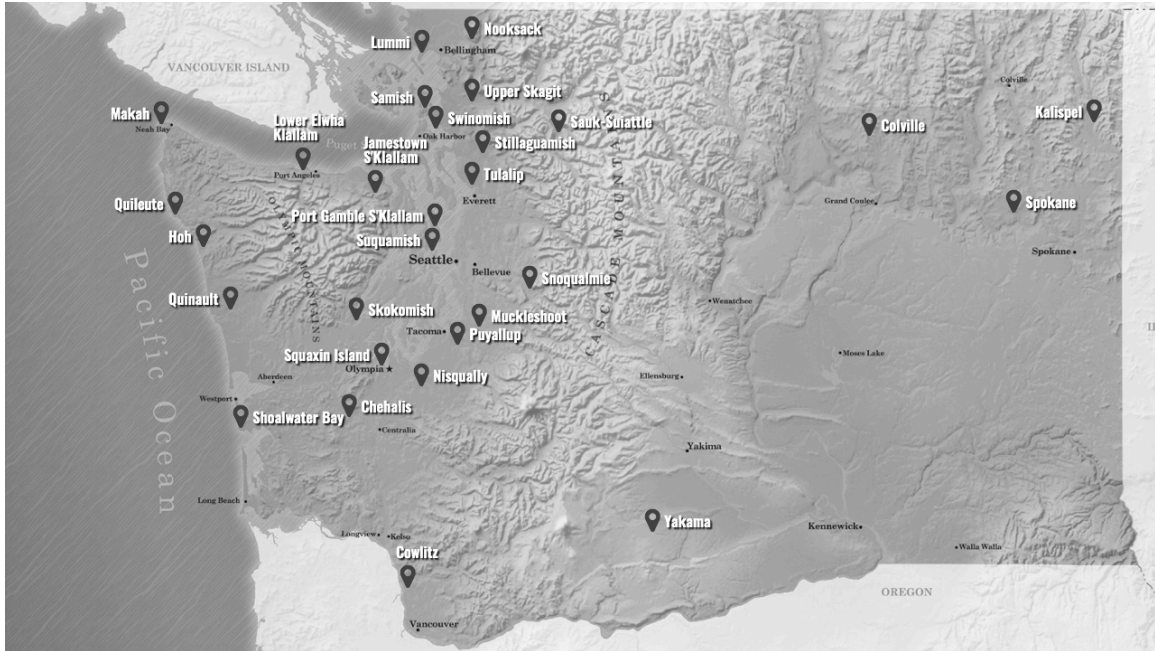 Nooksack
Lummi
Bellingham
VANCOUVER ISLAND
Colville
Upper Skagit
Samish
Makah
Neah Bay
Lower Elwha
Klallam
Swinomish
Sauk-Suiattle
Kalispel
Colville
Oak Harbor
Puget
Jamestown
S'Klallam
Stillaguamish
Port Angeles
Tulalip
Everett
Quileute
Grand Coulee
Spokane
Port Gamble S'Klallam
Hoh
Suquamish
Seattle
Bellevue
Spokane
OLYMPIC MOUNTAINS
CASCADE MOUNTAINS
Pacific Ocean
Snoqualmie
Quinault
Skokomish
Wenatchee
Muckleshoot
Tacoma
Puyallup
Squaxin Island
Olympia
Moses Lake
Aberdeen
Nisqually
Ellensburg
Westport
Shoalwater Bay
Chehalis
Centralia
Yakima
Long Beach
Yakama
Kennewick
Longview
Walla Walla
Cowlitz
OREGON
Vancouver